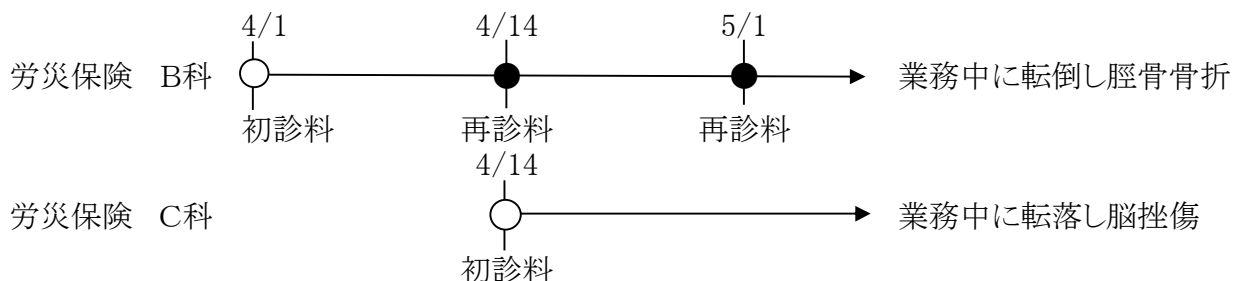 4/1 4/14 5/1
労災保険 B科 業務中に転倒し脛骨骨折
初診料 再診料 再診料
4/14
労災保険 C科 業務中に転落し脳挫傷
初診料